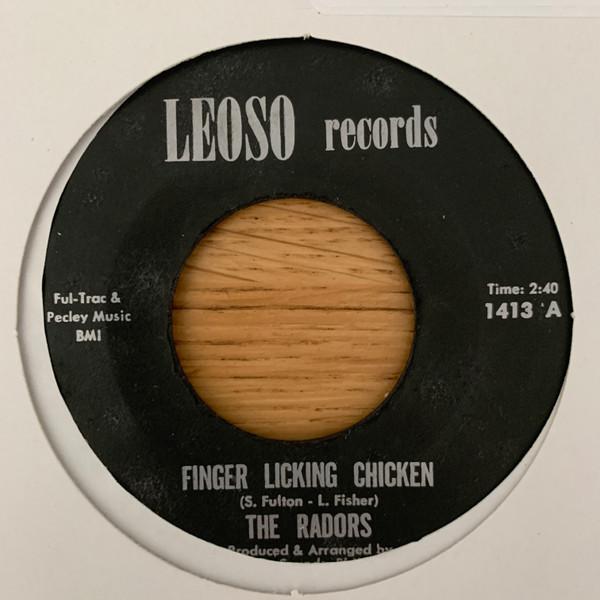 LEOSO records
Ful-Trac &
Pecley Music
BMI
Time: 2:40
1413 A
FINGER LICKING CHICKEN
(S. Fulton - L. Fisher)
THE RADORS
Produced & Arranged by